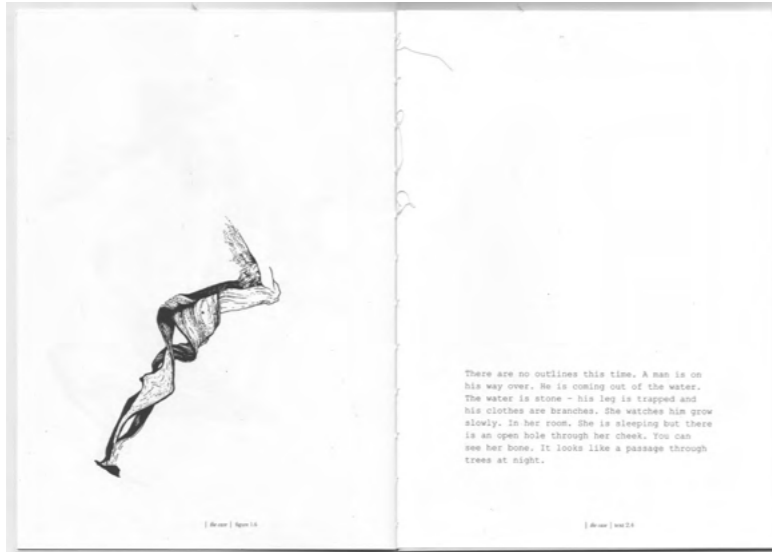 There are no outlines this time. A man is on
his way over. He is coming out of the water.
The water is stone - his leg is trapped and
his clothes are branches. She watches him grow
slowly. In her room. She is sleeping but there
is an open hole through her cheek. You can
see her bone. It looks like a passage through
trees at night.